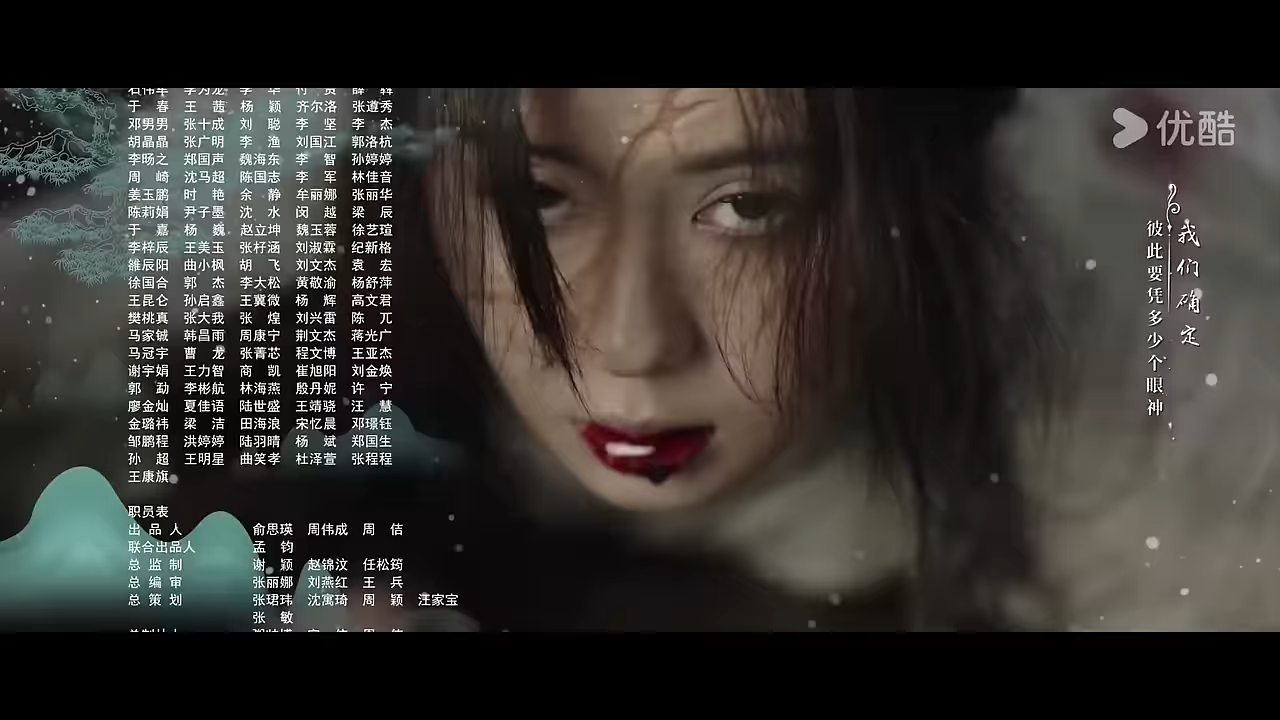 于　春　王　茜　杨　颖　齐尔洛　张遵秀
邓男男　张十成　刘　聪　李　坚　李　杰
胡晶晶　张广明　李　渔　刘国江　郭洛杭
李旸之　郑国声　魏海东　李　智　孙婷婷
周　崎　沈马超　陈国志　李　军　林佳音
姜玉鹏　时　艳　余　静　牟丽娜　张丽华
陈莉娟　尹子墨　沈　水　闵　越　梁　辰
于　嘉　杨　巍　赵立坤　魏玉蓉　徐艺瑄
李梓辰　王美玉　张籽涵　刘淑霖　纪新格
雒辰阳　曲小枫　胡　飞　刘文杰　袁　宏
徐国合　郭　杰　李大松　黄敬渝　杨舒萍
王昆仑　孙启鑫　王冀微　杨　辉　高文君
樊桃真　张大我　张　煌　刘兴雷　陈　兀
马家铖　韩昌雨　周康宁　荆文杰　蒋光广
马冠宇　曹　龙　张菁芯　程文博　王亚杰
谢宇娟　王力智　商　凯　崔旭阳　刘金焕
郭　勐　李彬航　林海燕　殷丹妮　许　宁
廖金灿　夏佳语　陆世盛　王靖骁　汪　慧
金璐祎　梁　洁　田海浪　宋忆晨　邓璟钰
邹鹏程　洪婷婷　陆羽晴　杨　斌　郑国生
孙　超　王明星　曲笑孝　杜泽萱　张程程
王康旗
职员表
出 品 人　俞思瑛　周伟成　周　佶
联合出品人　孟　钧
总 监 制　谢　颖　赵锦汶　任松筠
总 编 审　张丽娜　刘燕红　王　兵
总 策 划　张珺玮　沈寓琦　周　颖　汪家宝
张　敏
优酷
我们确定
彼此要凭多少个眼神